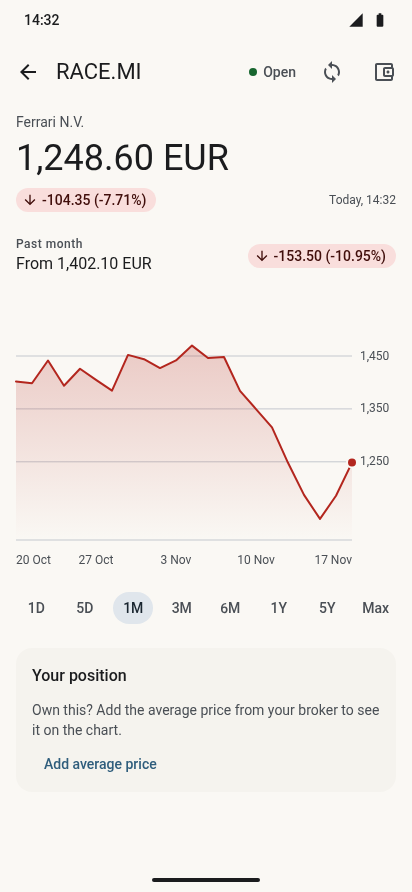 14:32
RACE.MI
Open
Ferrari N.V.
1,248.60 EUR
-104.35 (-7.71%)
Today, 14:32
Past month
From 1,402.10 EUR
-153.50 (-10.95%)
1,450
1,350
1,250
20 Oct 27 Oct 3 Nov 10 Nov 17 Nov
1D 5D 1M 3M 6M 1Y 5Y Max
Your position
Own this? Add the average price from your broker to see
it on the chart.
Add average price